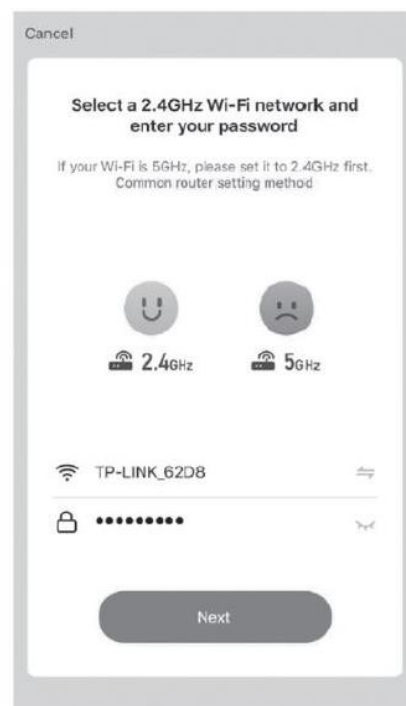 Cancel
Select a 2.4GHz Wi-Fi network and
enter your password
If your Wi-Fi is 5GHz, please set it to 2.4GHz first.
Common router setting method
2.4GHz
5GHz
TP-LINK_62D8
•••••••••
Next